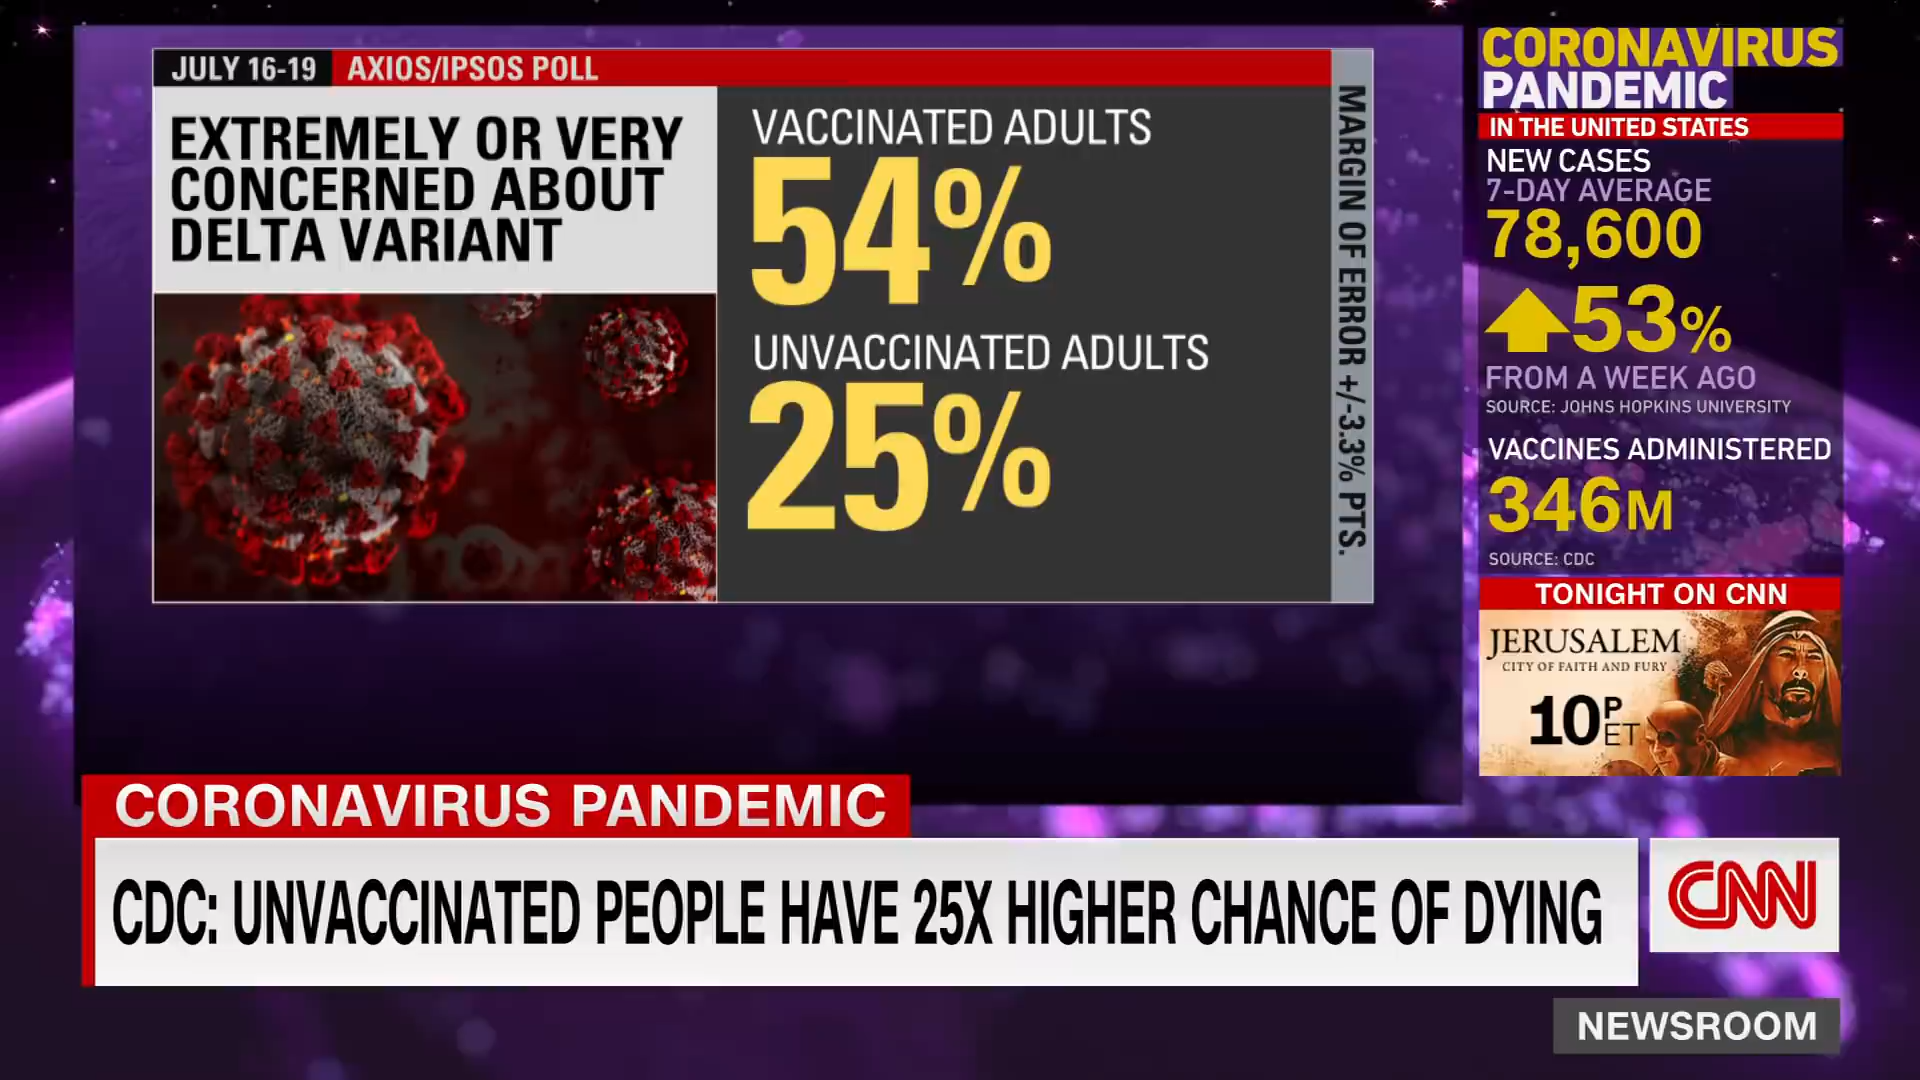 JULY 16-19 AXIOS/IPSOS POLL
EXTREMELY OR VERY
CONCERNED ABOUT
DELTA VARIANT
VACCINATED ADULTS
54%
UNVACCINATED ADULTS
25%
MARGIN OF ERROR +/-3.3% PTS.
CORONAVIRUS
PANDEMIC
IN THE UNITED STATES
NEW CASES
7-DAY AVERAGE
78,600
53%
FROM A WEEK AGO
SOURCE: JOHNS HOPKINS UNIVERSITY
VACCINES ADMINISTERED
346M
SOURCE: CDC
TONIGHT ON CNN
JERUSALEM
CITY OF FAITH AND FURY
10P
ET
CORONAVIRUS PANDEMIC
CDC: UNVACCINATED PEOPLE HAVE 25X HIGHER CHANCE OF DYING
CNN
NEWSROOM